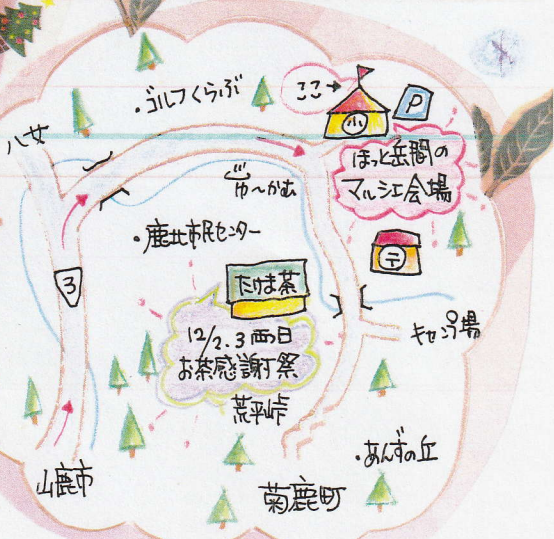 ・ゴルフくらぶ
ここ→
小
P
八女
ほっと岳間の
マルシェ会場
ゆ〜かむ
・鹿北市民センター
〒
3
たけま茶
12/2.3 両日
お茶感謝祭
キャンプ場
荒平峠
・あんずの丘
山鹿市
菊鹿町